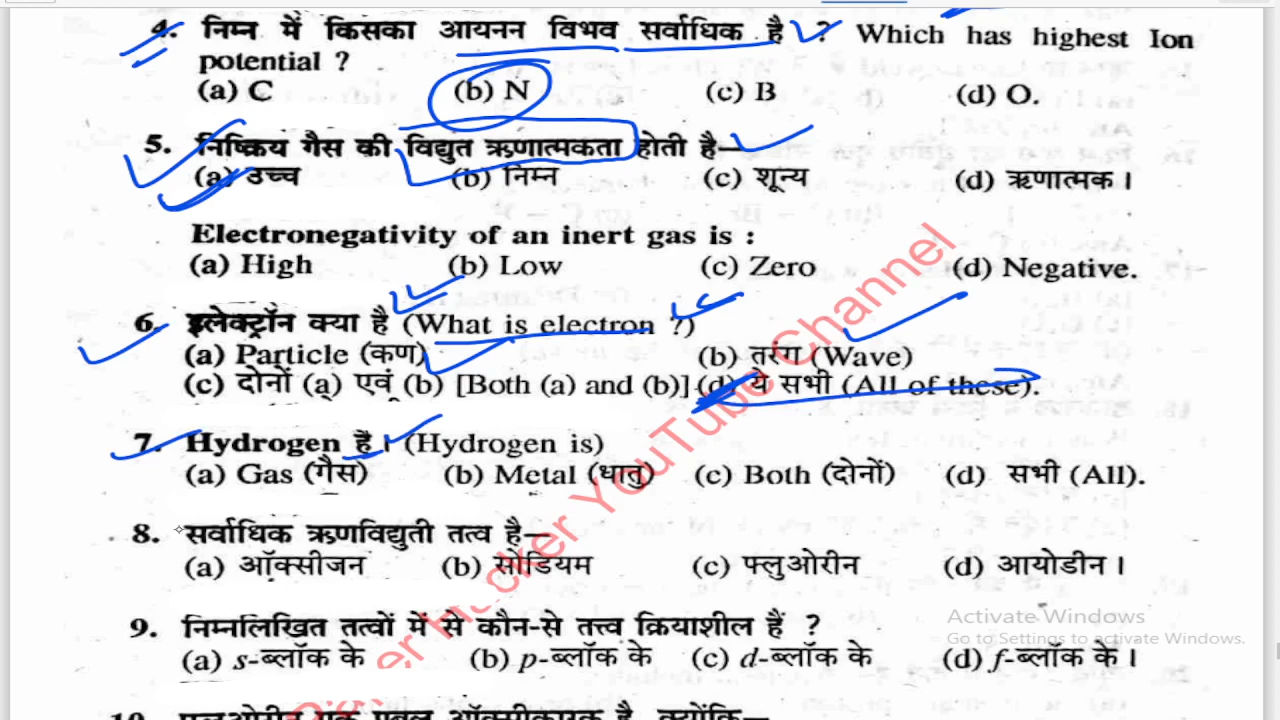 4. निम्न में किसका आयनन विभव सर्वाधिक है ? Which has highest Ion
potential ?
(a) C (b) N (c) B (d) O.
5. निष्क्रिय गैस की विद्युत ऋणात्मकता होती है—
(a) उच्च (b) निम्न (c) शून्य (d) ऋणात्मक।
Electronegativity of an inert gas is :
(a) High (b) Low (c) Zero (d) Negative.
6. इलेक्ट्रॉन क्या है (What is electron ?)
(a) Particle (कण) (b) तरंग (Wave)
(c) दोनों (a) एवं (b) [Both (a) and (b)] (d) ये सभी (All of these).
7. Hydrogen है। (Hydrogen is)
(a) Gas (गैस) (b) Metal (धातु) (c) Both (दोनों) (d) सभी (All).
8. सर्वाधिक ऋणविद्युती तत्व है—
(a) ऑक्सीजन (b) सोडियम (c) फ्लुओरीन (d) आयोडीन।
9. निम्नलिखित तत्वों में से कौन-से तत्त्व क्रियाशील हैं ?
(a) s-ब्लॉक के (b) p-ब्लॉक के (c) d-ब्लॉक के (d) f-ब्लॉक के।
YouTube Channel
Activate Windows
Go to Settings to activate Windows.